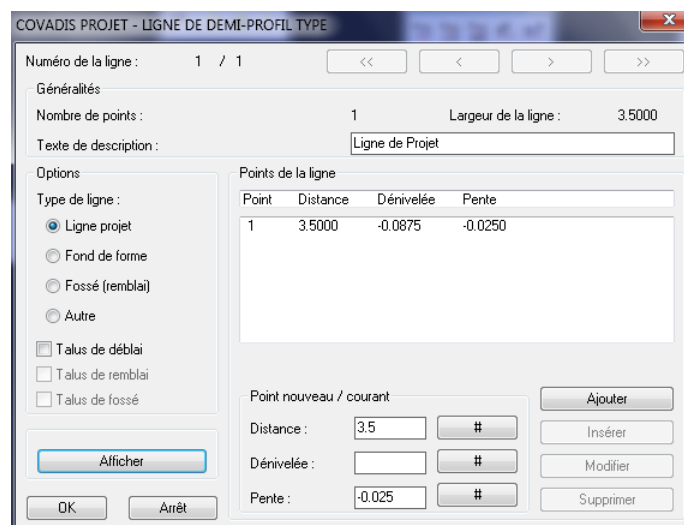 COVADIS PROJET - LIGNE DE DEMI-PROFIL TYPE
Numéro de la ligne : 1 / 1 << < > >>
Généralités
Nombre de points : 1 Largeur de la ligne : 3.5000
Texte de description : Ligne de Projet
Options
Type de ligne :
Ligne projet
Fond de forme
Fossé (remblai)
Autre
Talus de déblai
Talus de remblai
Talus de fossé
Afficher
OK Arrêt
Points de la ligne
Point Distance Dénivelée Pente
1 3.5000 -0.0875 -0.0250
Point nouveau / courant
Distance : 3.5 #
Dénivelée : #
Pente : -0.025 #
Ajouter
Insérer
Modifier
Supprimer